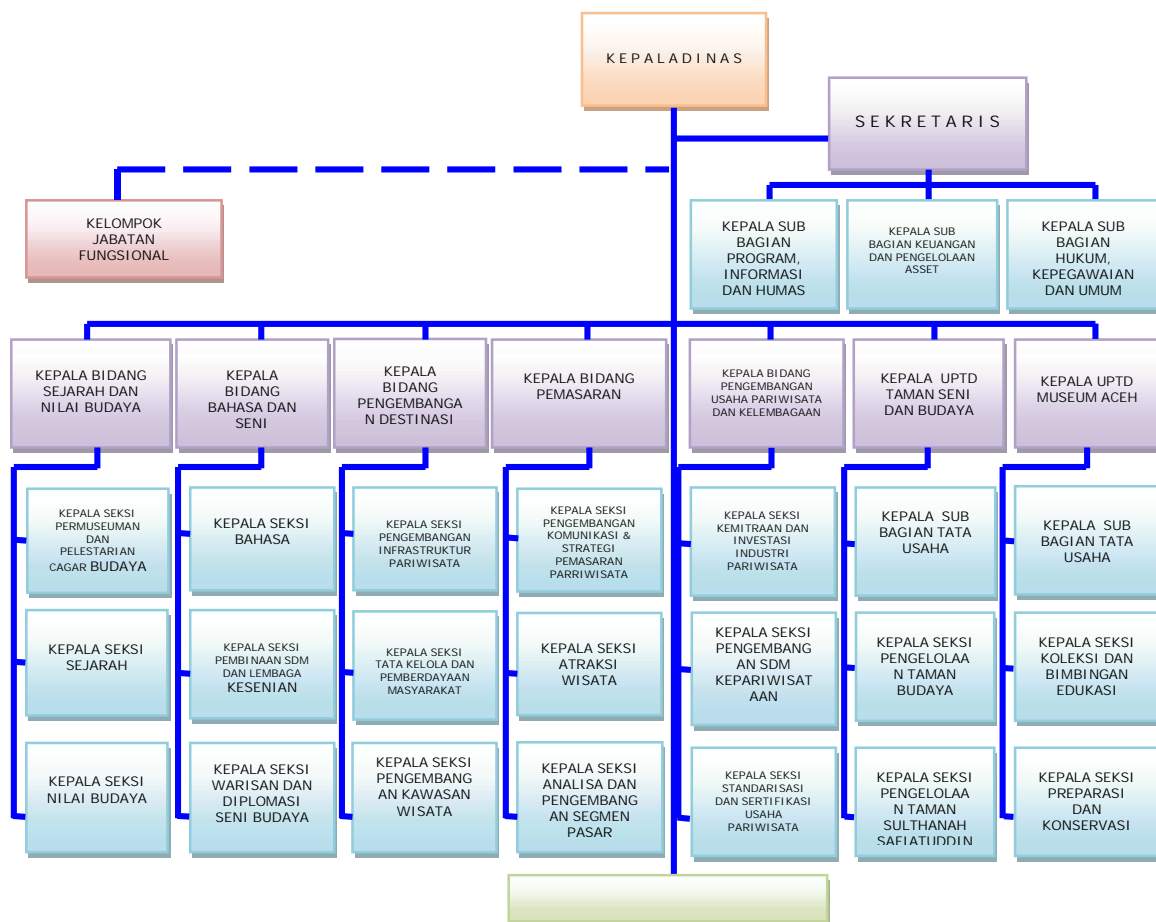 KEPALADINAS
SEKRETARIS
KELOMPOK
JABATAN
FUNGSIONAL
KEPALA SUB
BAGIAN
PROGRAM,
INFORMASI
DAN HUMAS
KEPALA SUB
BAGIAN KEUANGAN
DAN PENGELOLAAN
ASSET
KEPALA SUB
BAGIAN
HUKUM,
KEPEGAWAIAN
DAN UMUM
KEPALA BIDANG
SEJARAH DAN
NILAI BUDAYA
KEPALA
BIDANG
BAHASA DAN
SENI
KEPALA
BIDANG
PENGEMBANGA
N DESTINASI
KEPALA BIDANG
PEMASARAN
KEPALA BIDANG
PENGEMBANGAN
USAHA PARIWISATA
DAN KELEMBAGAAN
KEPALA UPTD
TAMAN SENI
DAN BUDAYA
KEPALA UPTD
MUSEUM ACEH
KEPALA SEKSI
PERMUSEUMAN
DAN
PELESTARIAN
CAGAR BUDAYA
KEPALA SEKSI
BAHASA
KEPALA SEKSI
PENGEMBANGAN
INFRASTRUKTUR
PARIWISATA
KEPALA SEKSI
PENGEMBANGAN
KOMUNIKASI &
STRATEGI
PEMASARAN
PARRIWISATA
KEPALA SEKSI
KEMITRAAN DAN
INVESTASI
INDUSTRI
PARIWISATA
KEPALA SUB
BAGIAN TATA
USAHA
KEPALA SUB
BAGIAN TATA
USAHA
KEPALA SEKSI
SEJARAH
KEPALA SEKSI
PEMBINAAN SDM
DAN LEMBAGA
KESENIAN
KEPALA SEKSI
TATA KELOLA DAN
PEMBERDAYAAN
MASYARAKAT
KEPALA SEKSI
ATRAKSI
WISATA
KEPALA SEKSI
PENGEMBANG
AN SDM
KEPARIWISAT
AAN
KEPALA SEKSI
PENGELOLAA
N TAMAN
BUDAYA
KEPALA SEKSI
KOLEKSI DAN
BIMBINGAN
EDUKASI
KEPALA SEKSI
NILAI BUDAYA
KEPALA SEKSI
WARISAN DAN
DIPLOMASI
SENI BUDAYA
KEPALA SEKSI
PENGEMBANG
AN KAWASAN
WISATA
KEPALA SEKSI
ANALISA DAN
PENGEMBANG
AN SEGMEN
PASAR
KEPALA SEKSI
STANDARISASI
DAN SERTIFIKASI
USAHA
PARIWISATA
KEPALA SEKSI
PENGELOLAA
N TAMAN
SULTHANAH
SAFIATUDDIN
KEPALA SEKSI
PREPARASI
DAN
KONSERVASI